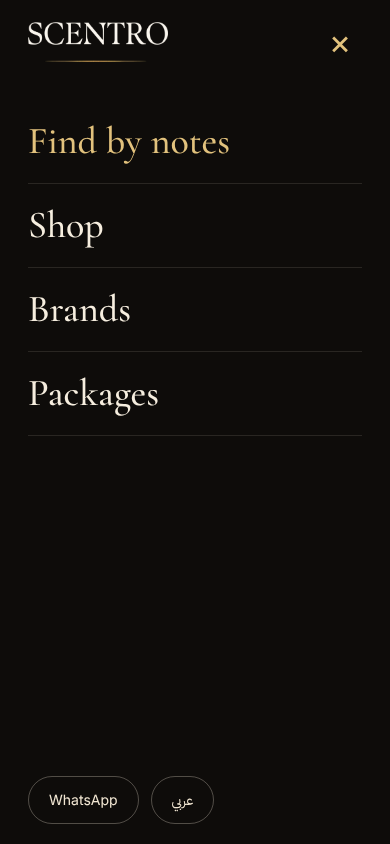 SCENTRO
✕
Find by notes
Shop
Brands
Packages
WhatsApp
عربي